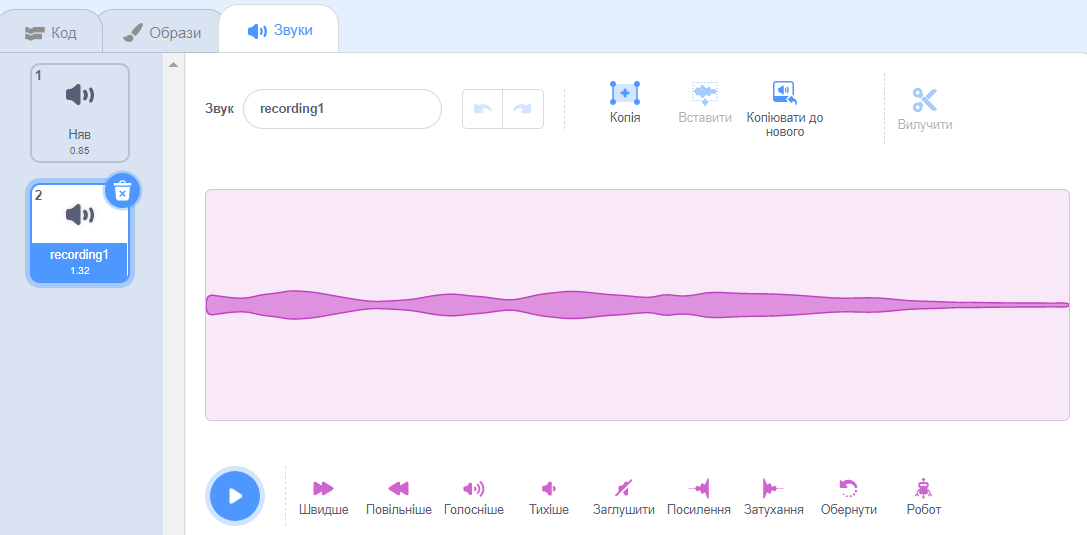 Код
Образи
Звуки
1
Няв
0.85
2
recording1
1.32
Звук
recording1
Копія
Вставити
Копіювати до
нового
Вилучити
Швидше
Повільніше
Голосніше
Тихіше
Заглушити
Посилення
Затухання
Обернути
Робот